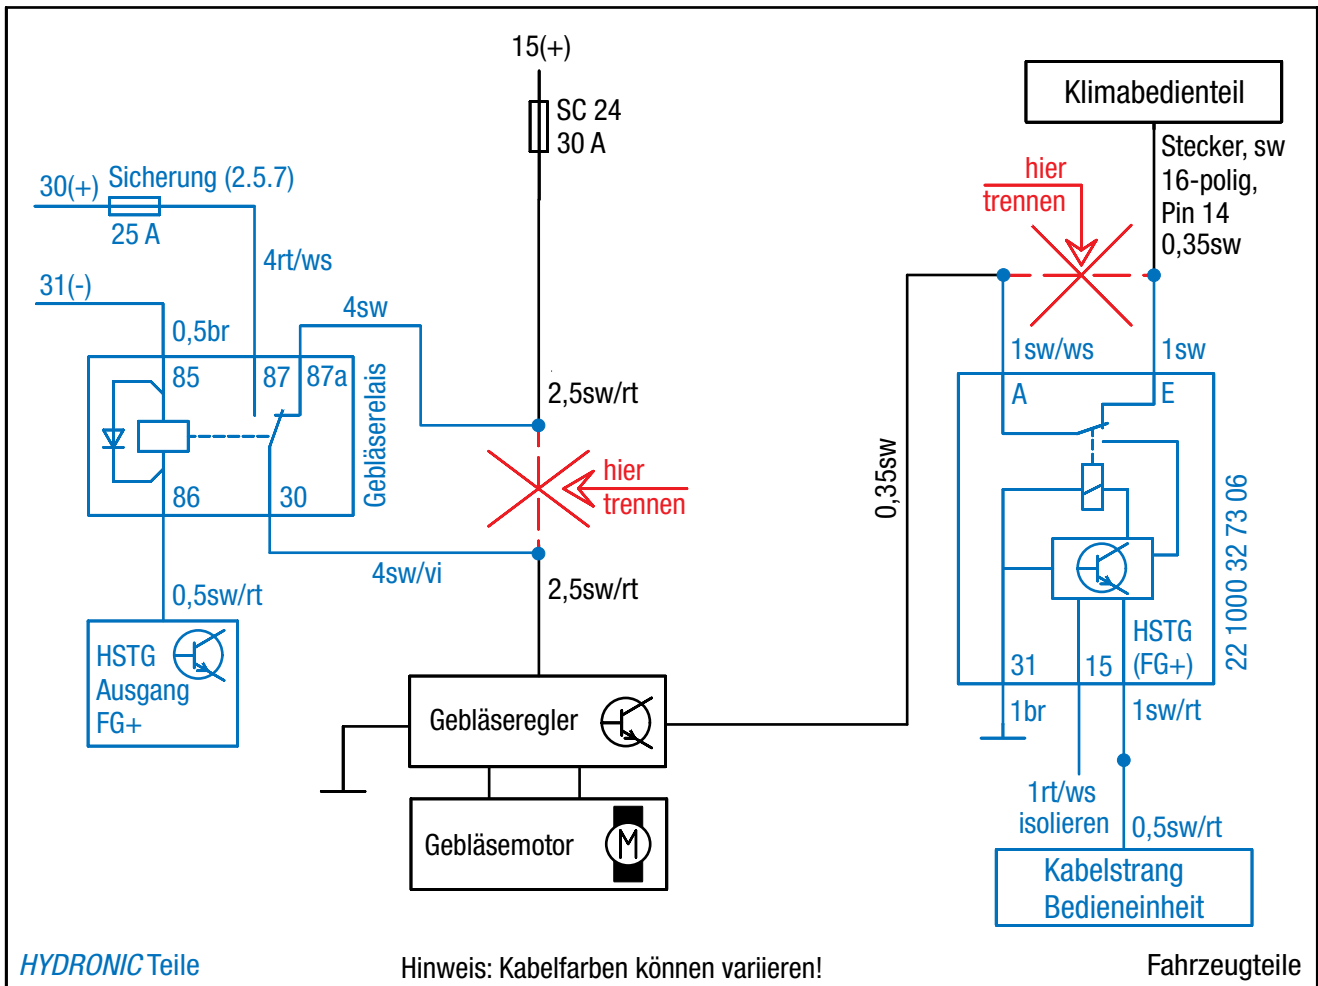 15(+)
SC 24
30 A
30(+)
Sicherung (2.5.7)
25 A
4rt/ws
31(-)
0,5br
4sw
85
87
87a
86
30
Gebläserelais
0,5sw/rt
HSTG
Ausgang
FG+
4sw/vi
2,5sw/rt
hier
trennen
2,5sw/rt
Gebläseregler
Gebläsemotor
M
0,35sw
Klimabedienteil
Stecker, sw
16-polig,
Pin 14
0,35sw
hier
trennen
1sw/ws
1sw
A
E
HSTG
(FG+)
31
15
22 1000 32 73 06
1br
1sw/rt
1rt/ws
isolieren
0,5sw/rt
Kabelstrang
Bedieneinheit
HYDRONIC Teile
Hinweis: Kabelfarben können variieren!
Fahrzeugteile